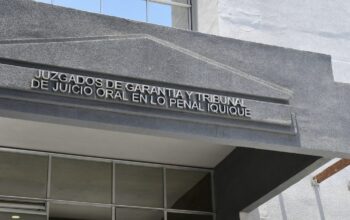 JUZGADOS DE GARANTIA Y TRIBUNAL
DE JUICIO ORAL EN LO PENAL IQUIQUE